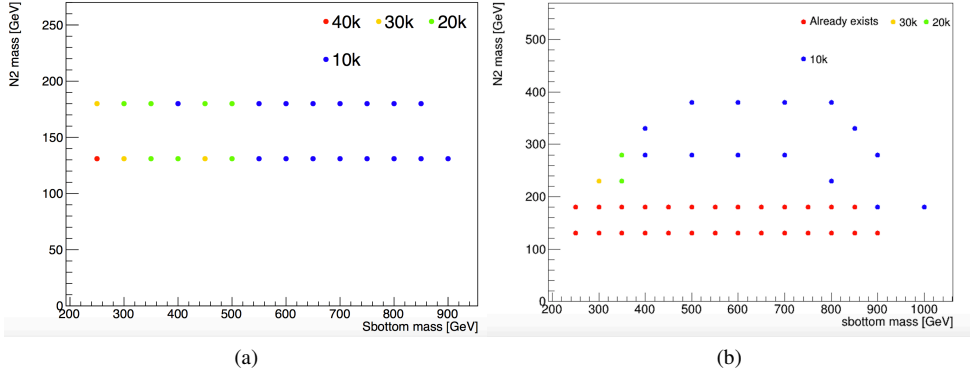 N2 mass [GeV]
40k 30k 20k
10k
250
200
150
100
50
0
200 300 400 500 600 700 800 900
Sbottom mass [GeV]
(a)
N2 mass [GeV]
Already exists 30k 20k
10k
500
400
300
200
100
0
200 300 400 500 600 700 800 900 1000
sbottom mass [GeV]
(b)